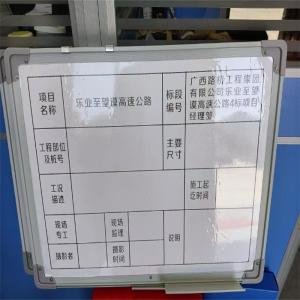 项目
名称
乐业至望谟高速公路
标段
编号
广西路桥工程集团
有限公司乐业至望
谟高速公路4标项目
经理部
工程部位
及桩号
主要
尺寸
工况
描述
施工起
讫时间
现场
专工
现场
监理
说明
摄影者
摄影
时间